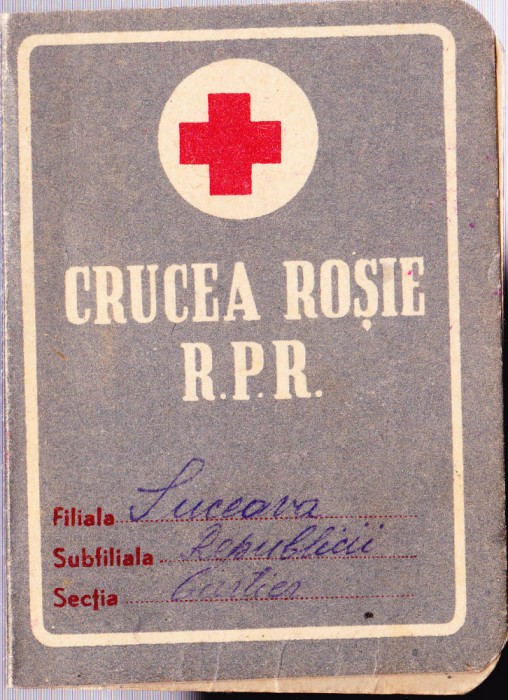 CRUCEA ROȘIE
R.P.R.
Filiala Suceava
Subfiliala Republicii
Secția